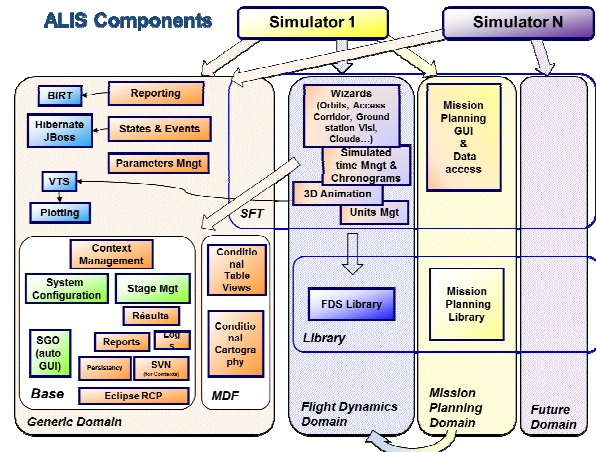 ALIS Components
Simulator 1
Simulator N
BIRT
Reporting
Hibernate
JBoss
States & Events
Parameters Mngt
VTS
Plotting
SFT
Wizards
(Orbits, Access
Corridor, Ground
station Visi,
Clouds...)
Simulated
time Mngt &
Chronograms
3D Animation
Units Mgt
Mission
Planning
GUI
&
Data
access
Context
Management
System
Configuration
Stage Mgt
Résults
Reports
Log
s
SGO
(auto
GUI)
Persistancy
SVN
(for Contexts)
Eclipse RCP
Base
Conditio
nal
Table
Views
Conditio
nal
Cartogra
phy
MDF
Generic Domain
FDS Library
Library
Mission
Planning
Library
Flight Dynamics
Domain
Mission
Planning
Domain
Future
Domain